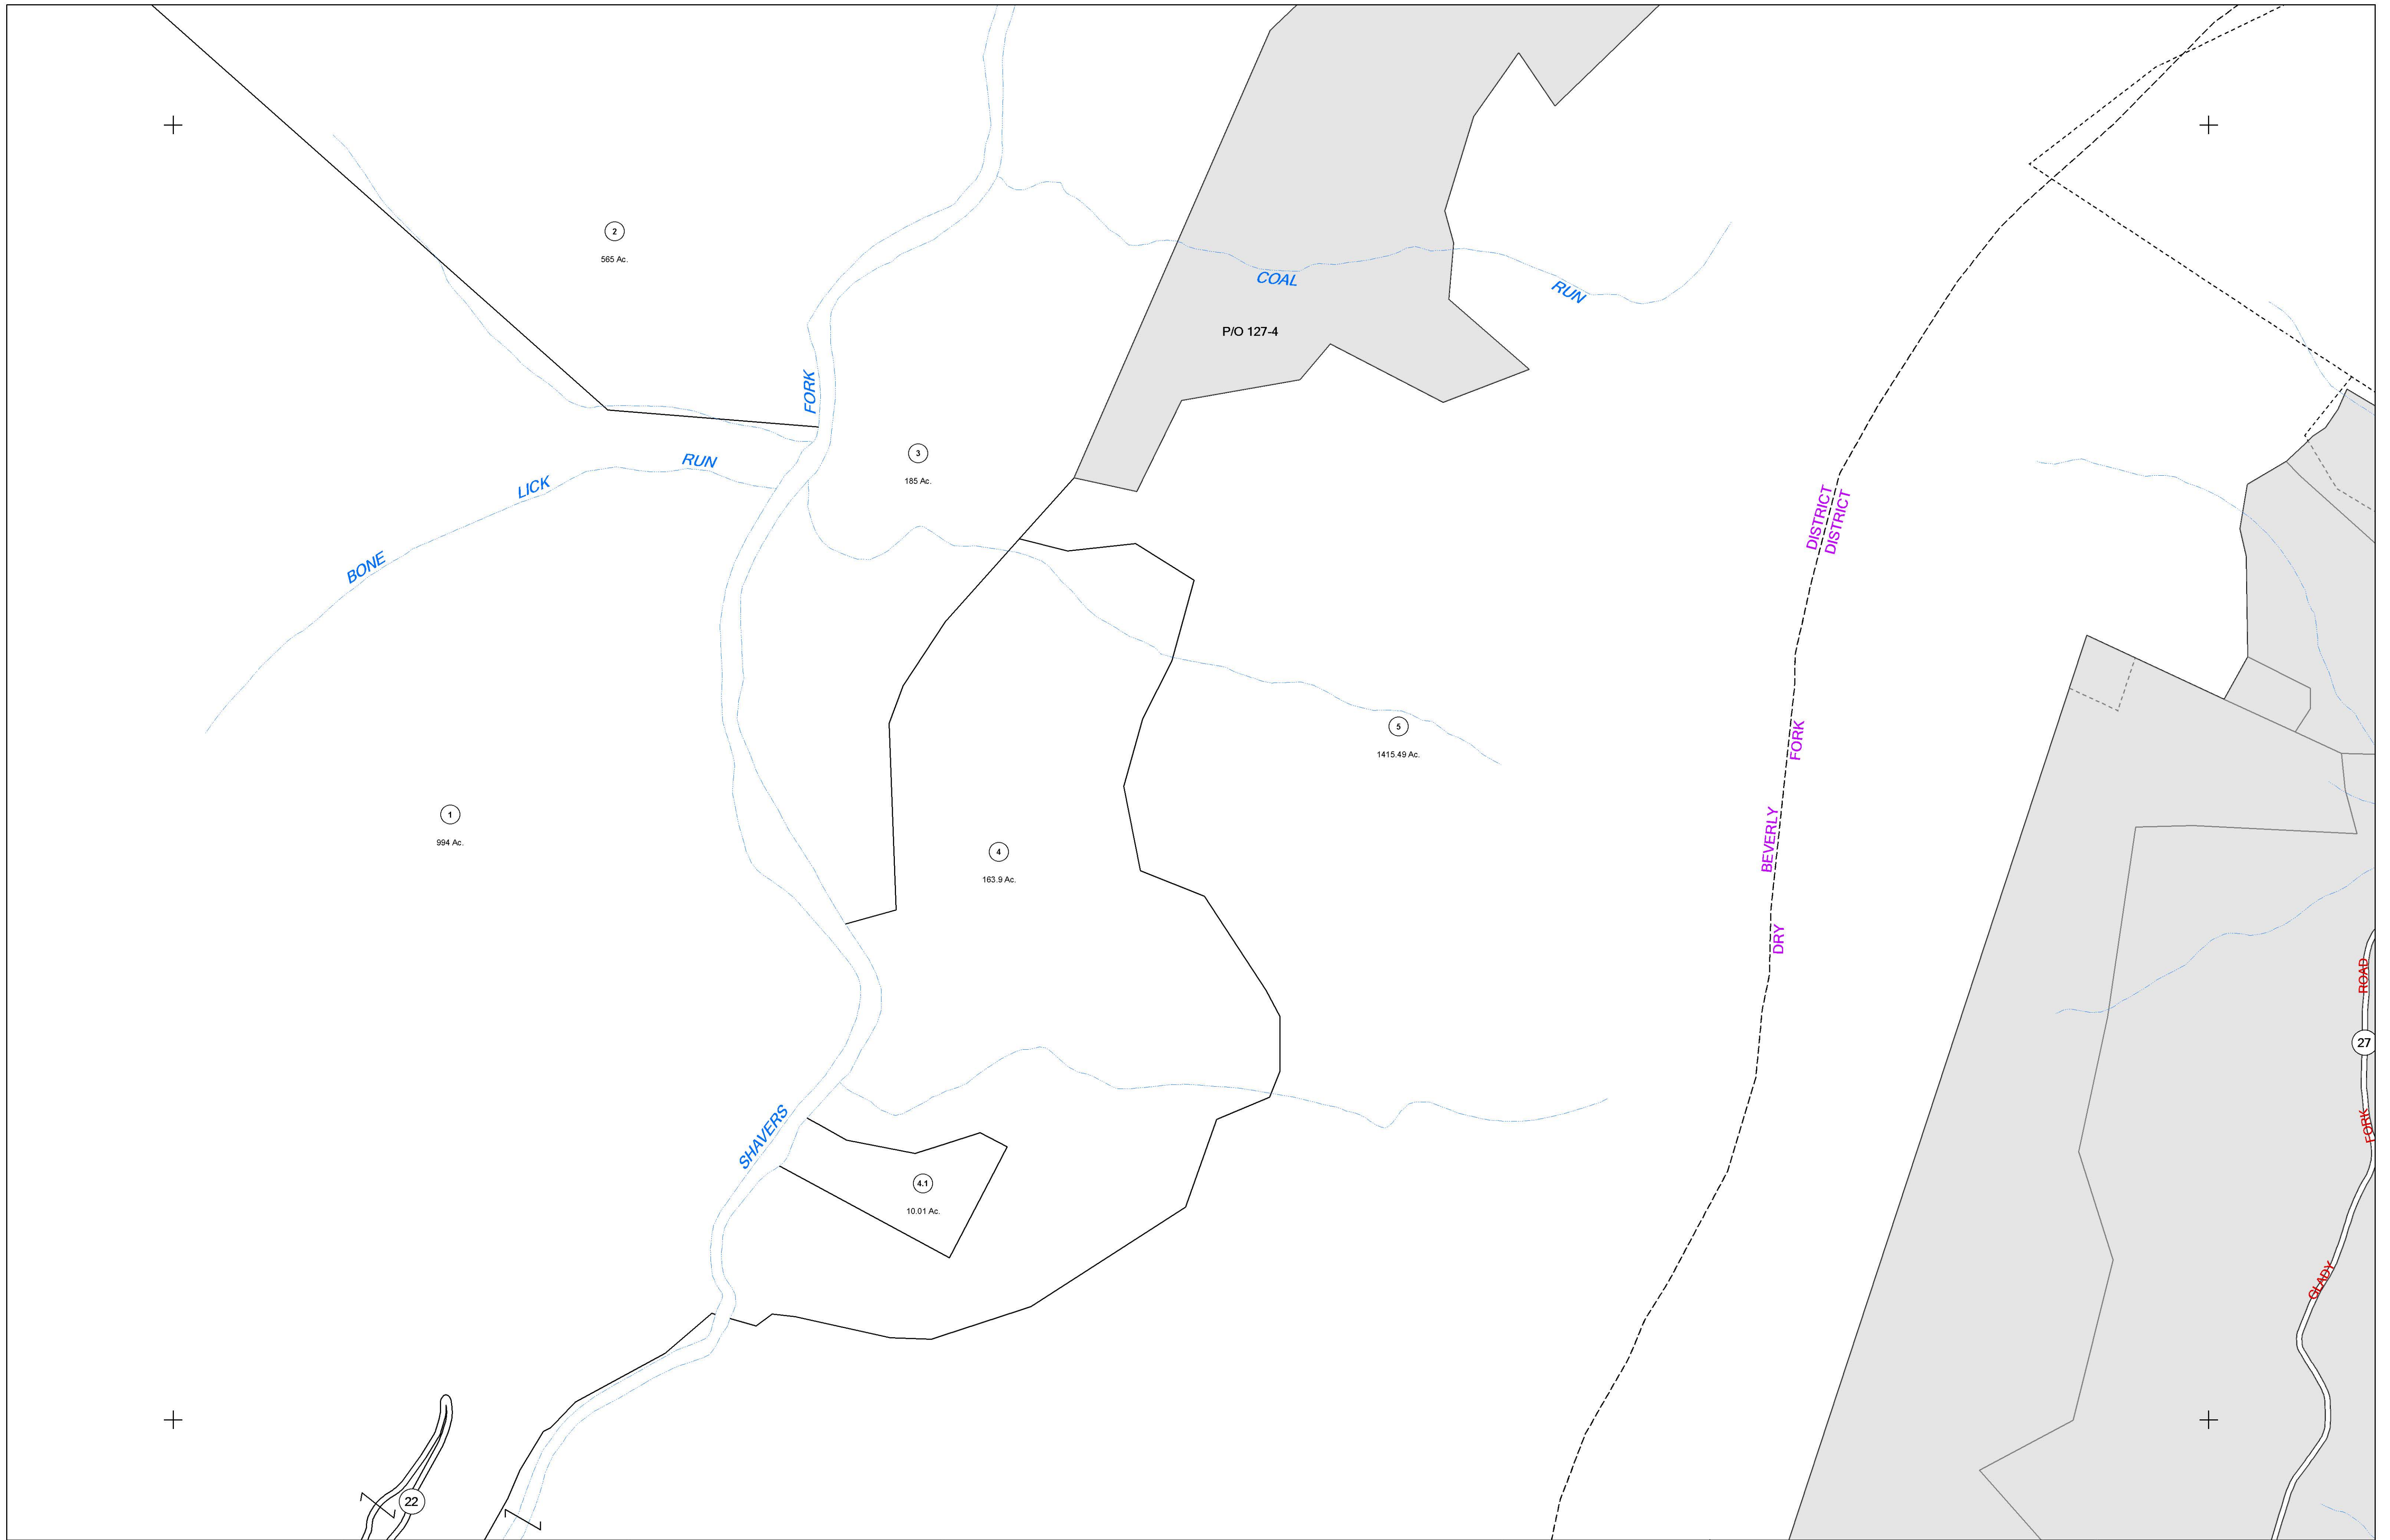 2
565 Ac.
COAL
RUN
P/O 127-4
FORK
3
185 Ac.
RUN
LICK
BONE
DISTRICT
DISTRICT
5
1415.49 Ac.
FORK
1
994 Ac.
BEVERLY
4
163.9 Ac.
DRY
ROAD
27
FORK
SHAVERS
4.1
10.01 Ac.
GLADY
22